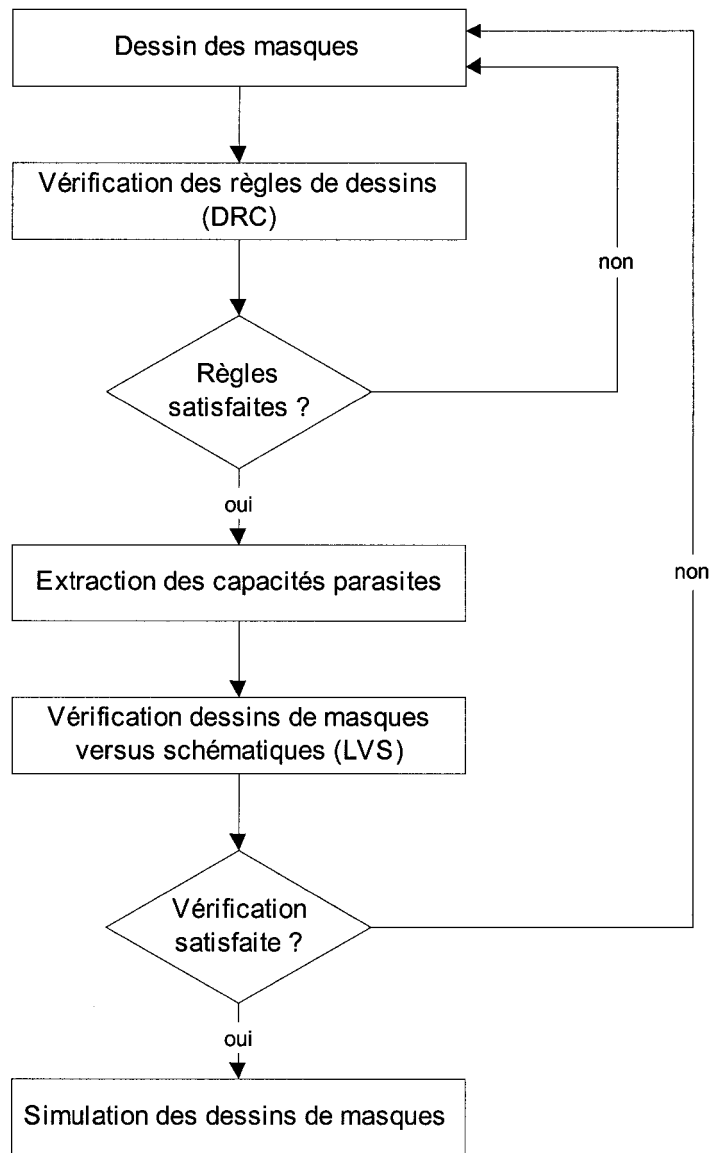 Dessin des masques
Vérification des règles de dessins
(DRC)
non
Règles
satisfaites ?
oui
Extraction des capacités parasites
non
Vérification dessins de masques
versus schématiques (LVS)
Vérification
satisfaite ?
oui
Simulation des dessins de masques